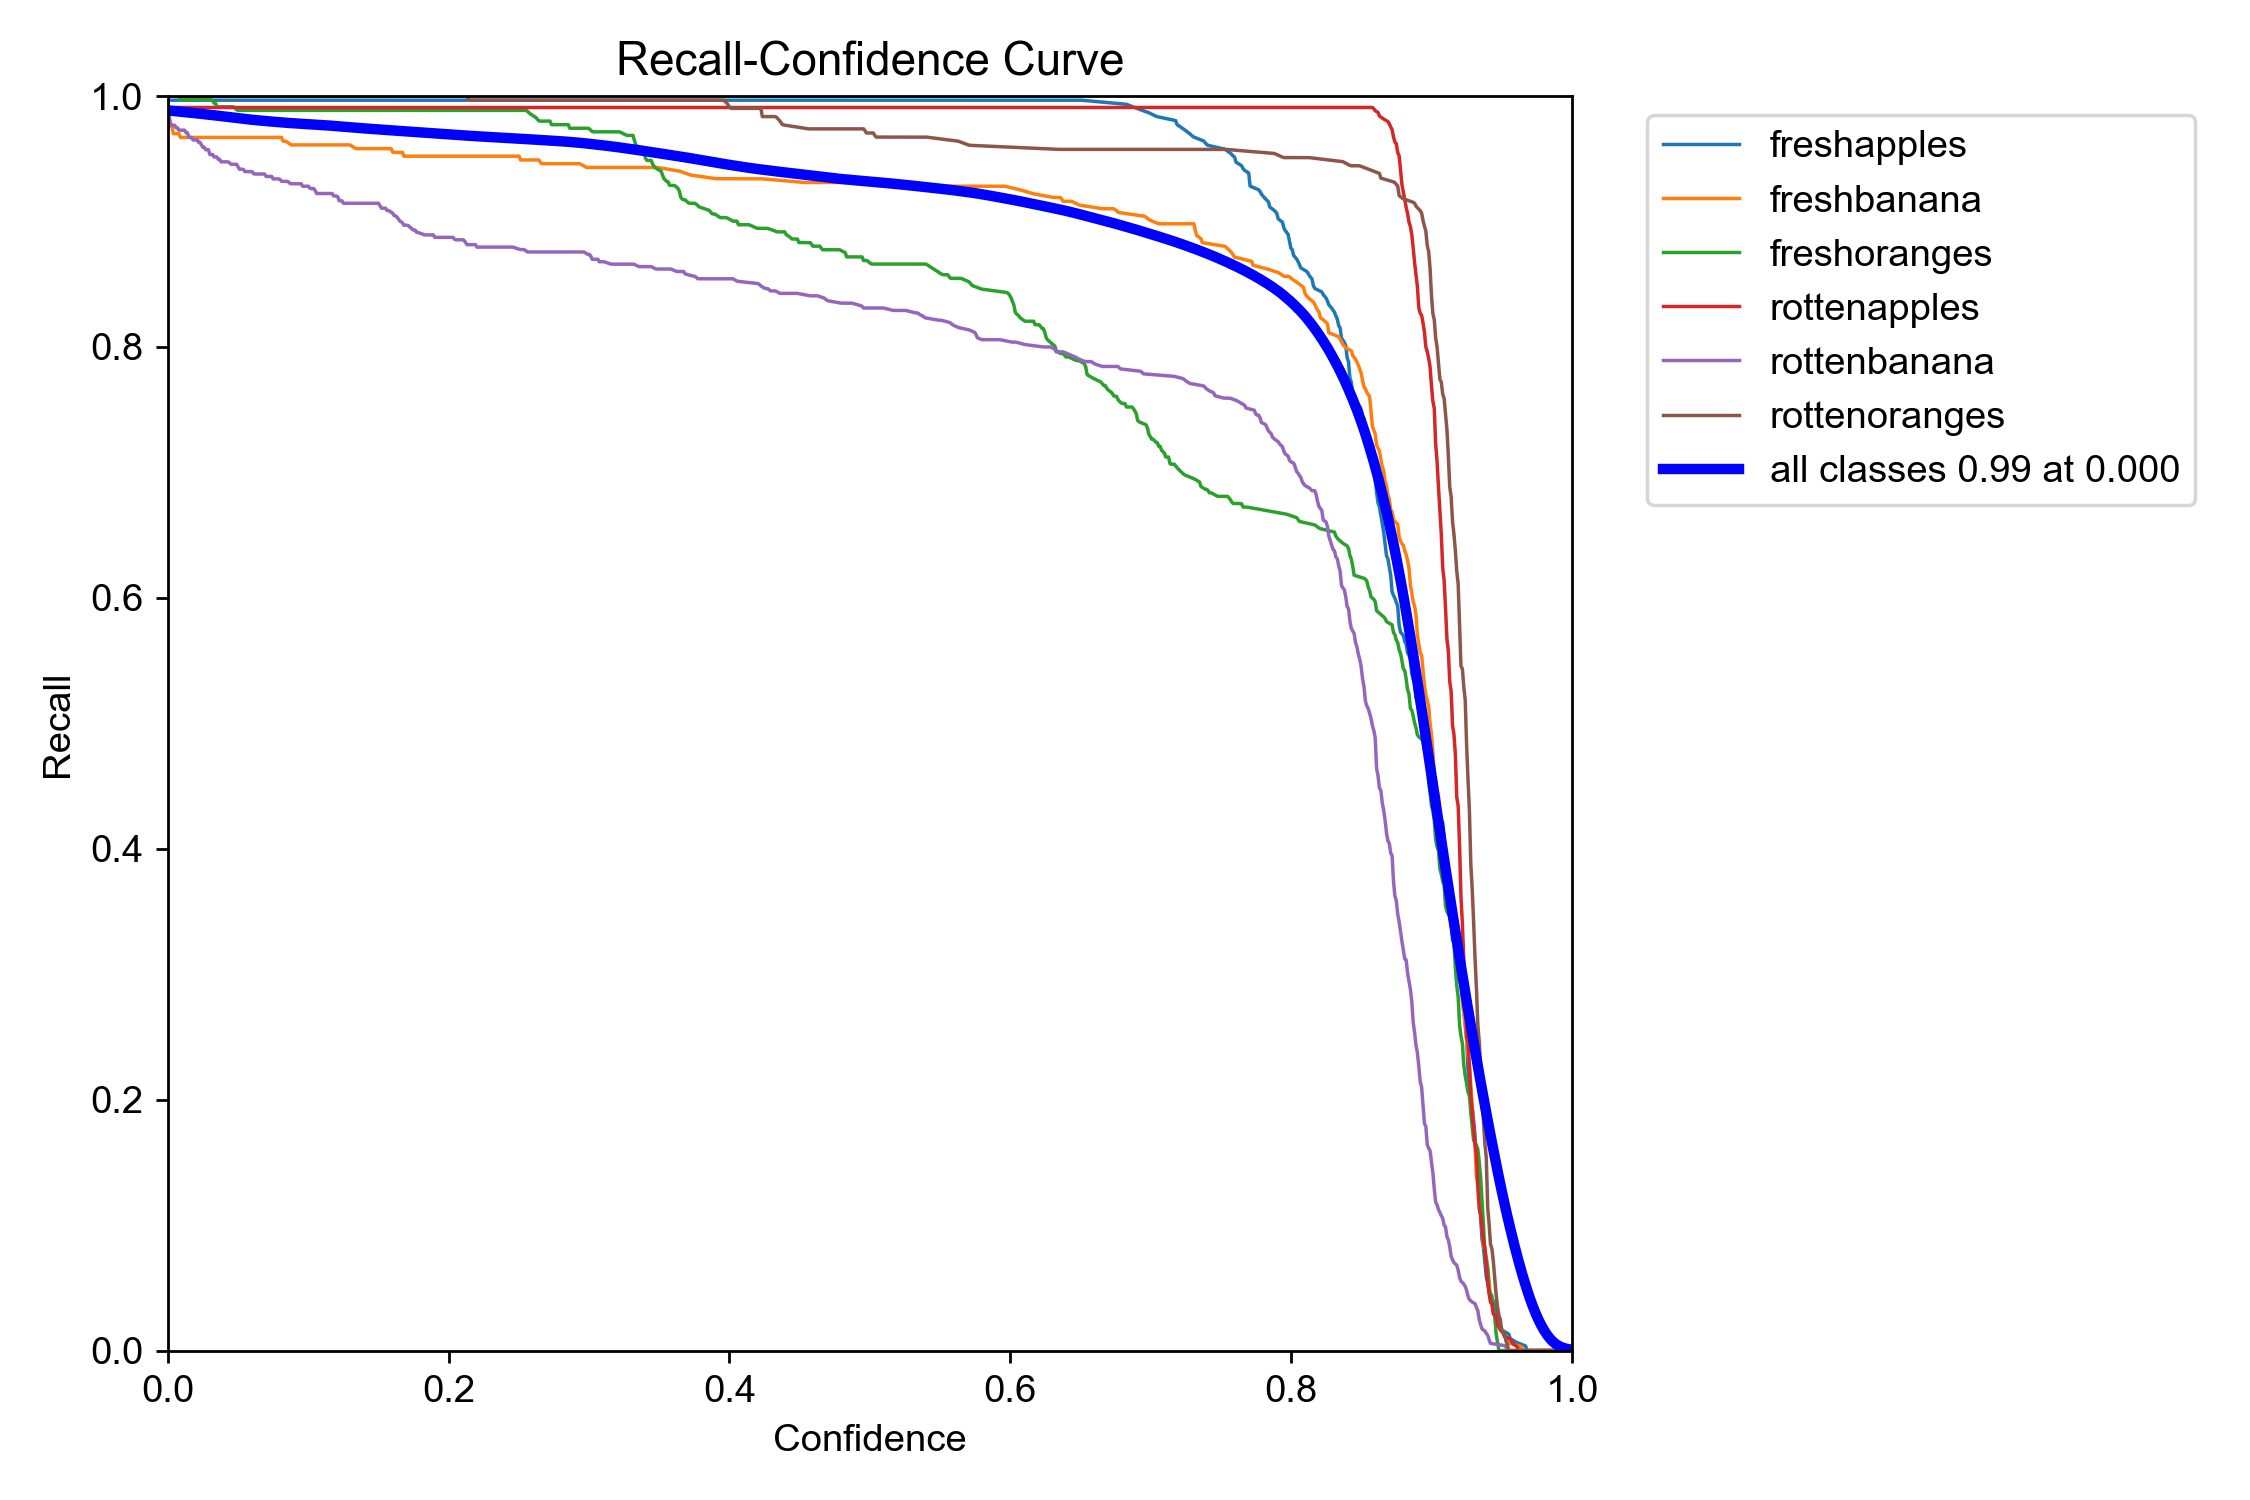 Recall-Confidence Curve
1.0
0.8
0.6
0.4
0.2
0.0
Recall
0.0 0.2 0.4 0.6 0.8 1.0
Confidence
freshapples
freshbanana
freshoranges
rottenapples
rottenbanana
rottenoranges
all classes 0.99 at 0.000